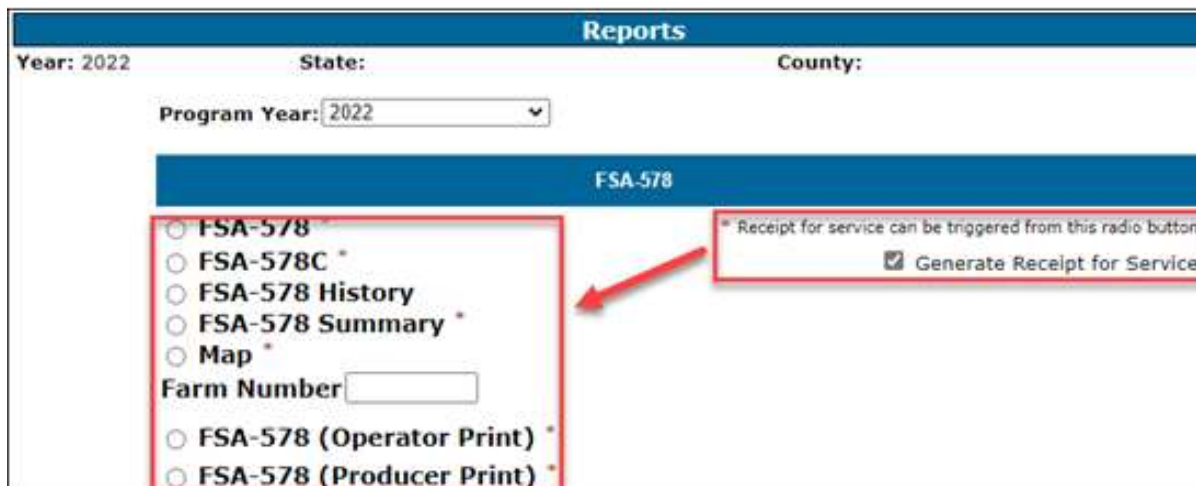 Reports
Year: 2022 State: County:
Program Year: 2022
FSA-578
FSA-578 *
* Receipt for service can be triggered from this radio button
FSA-578C *
Generate Receipt for Service
FSA-578 History
FSA-578 Summary *
Map *
Farm Number
FSA-578 (Operator Print) *
FSA-578 (Producer Print) *